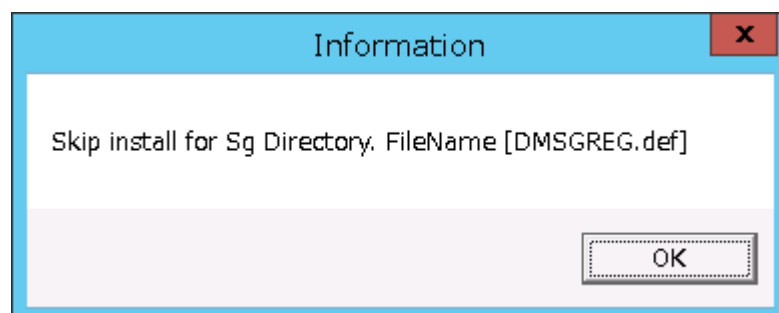 Information
x
Skip install for Sg Directory. FileName [DMSGREG.def]
OK